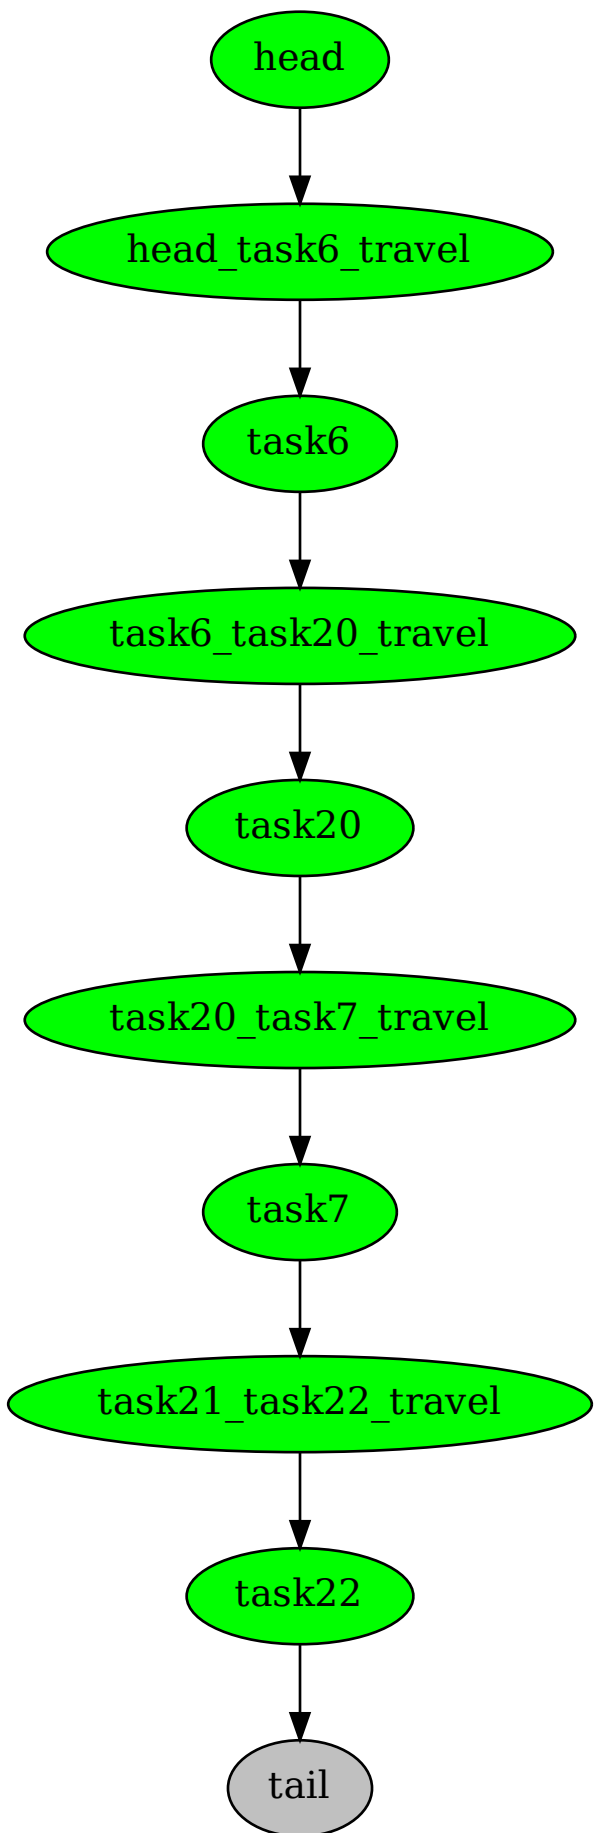 head
head_task6_travel
task6
task6_task20_travel
task20
task20_task7_travel
task7
task21_task22_travel
task22
tail